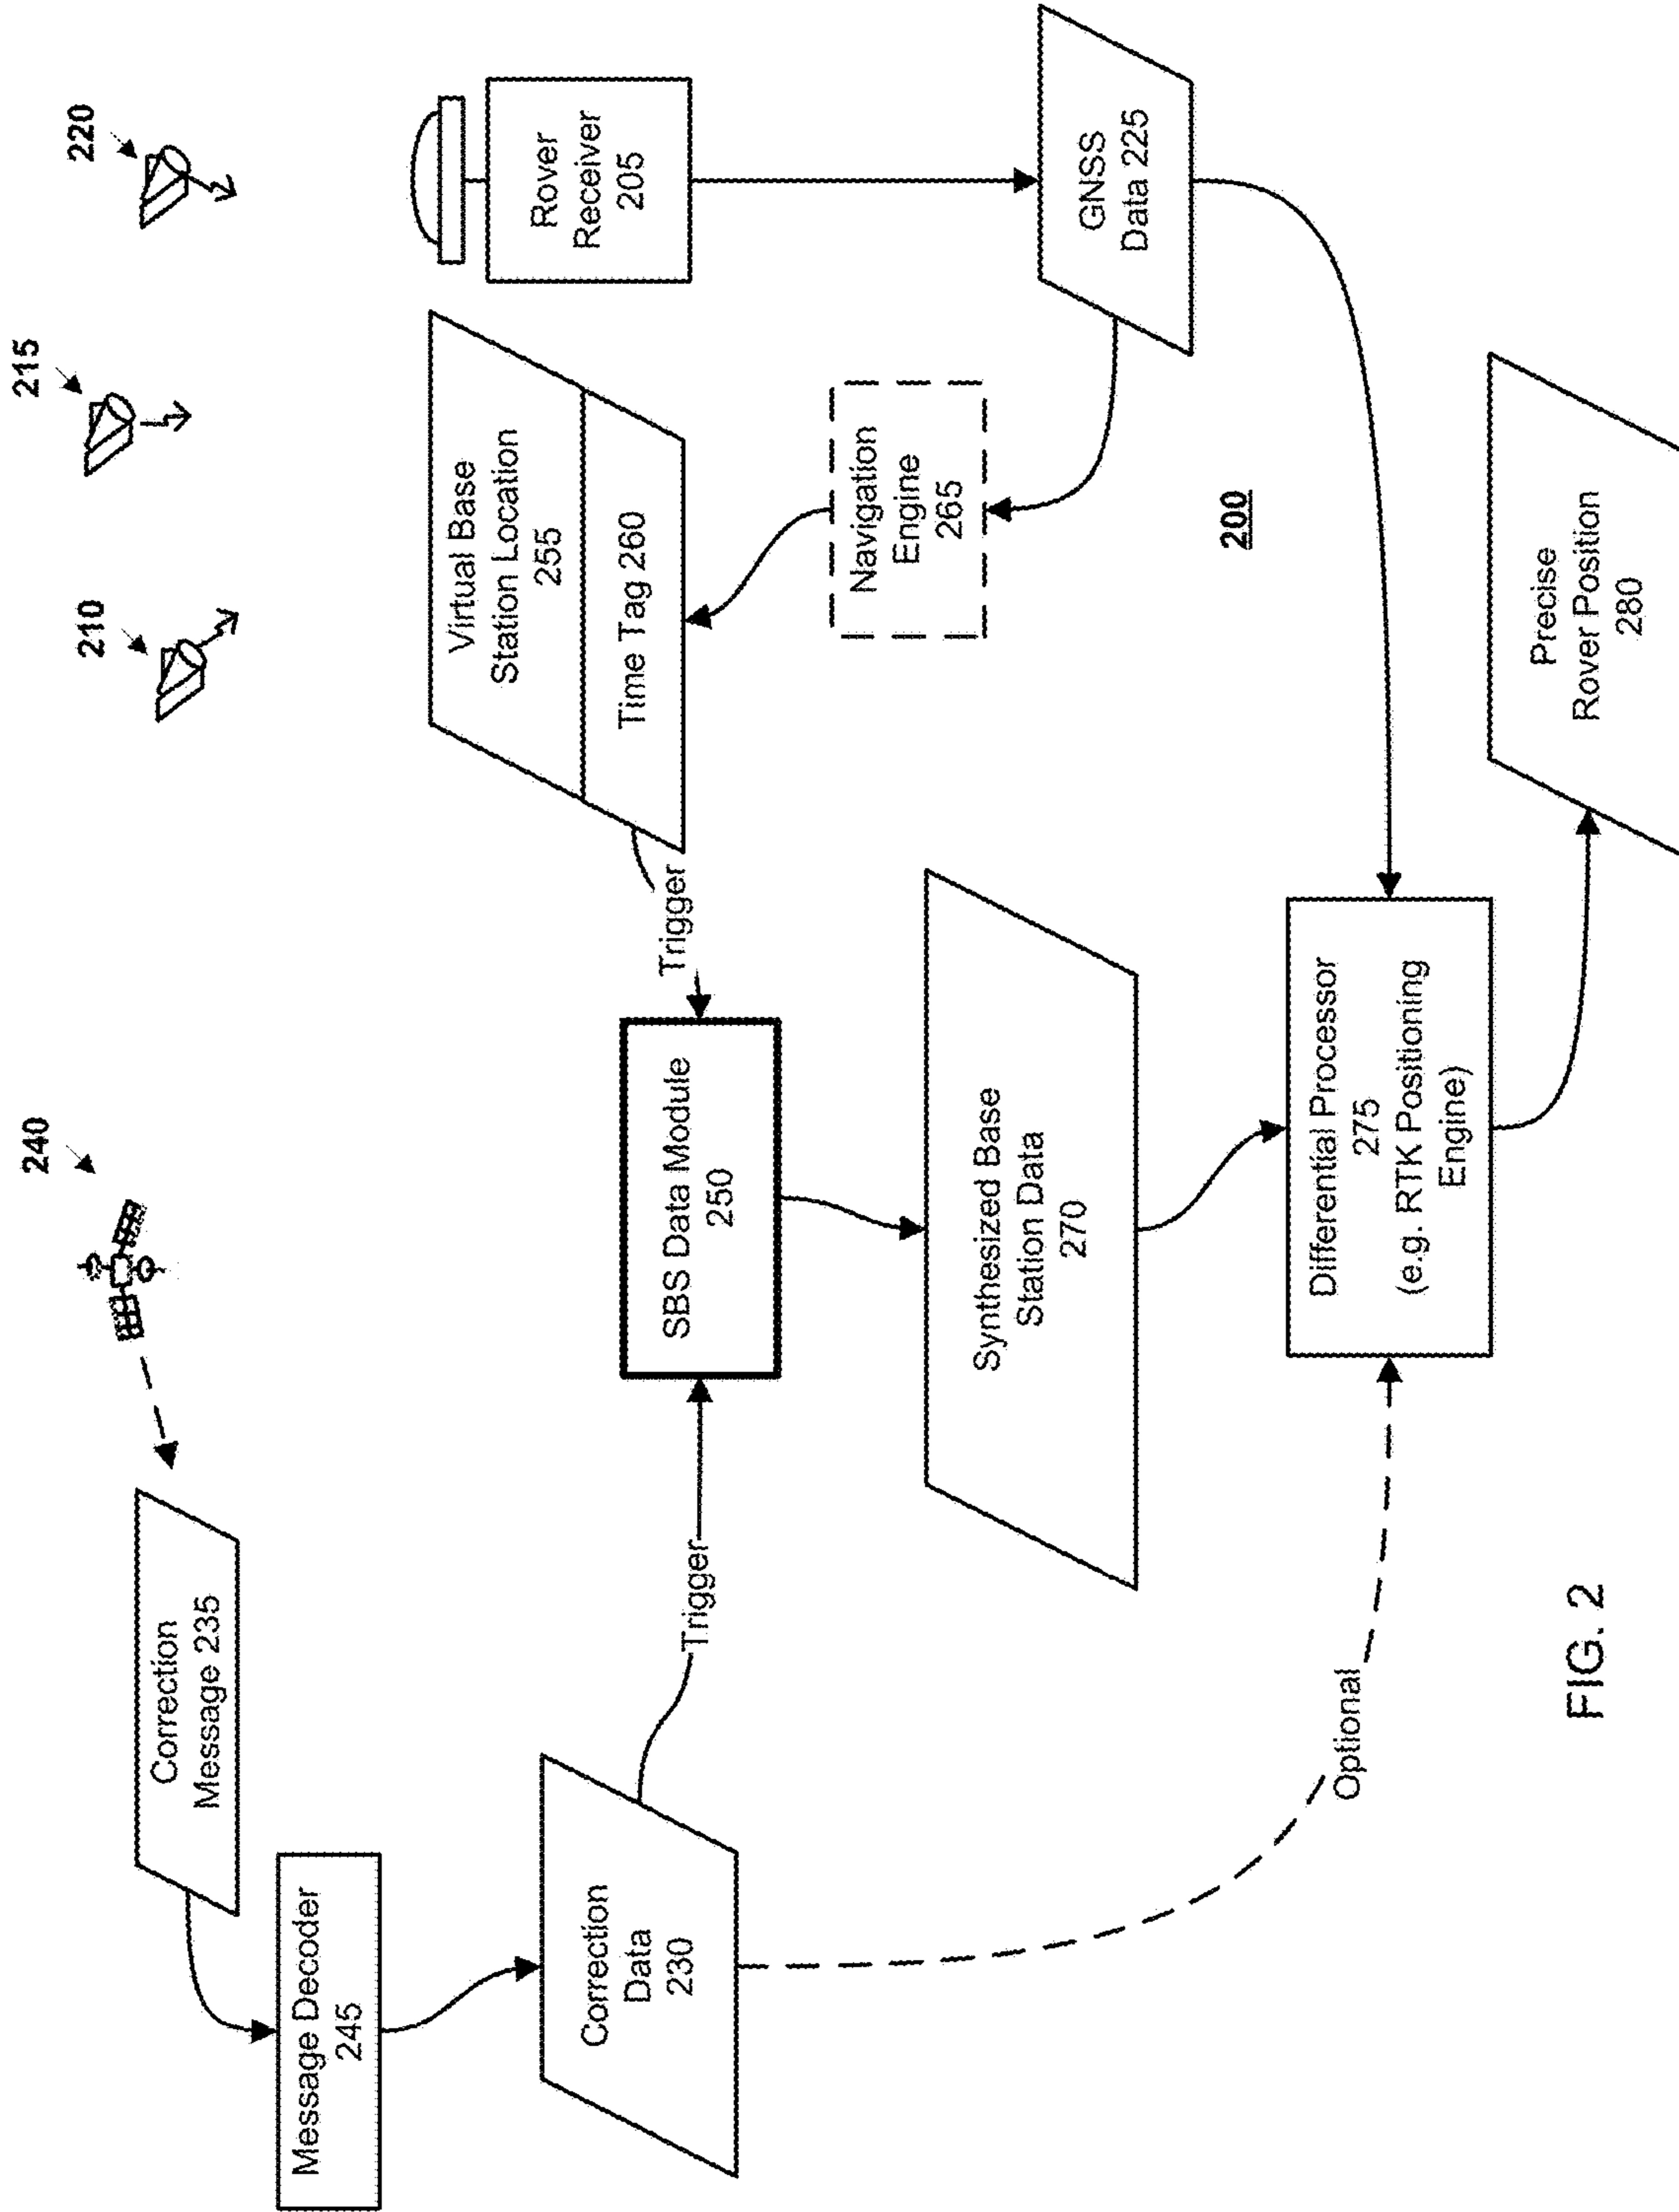 240
210
215
220
Correction
Message 235
Message Decoder
245
Correction
Data
230
Trigger
SBS Data Module
250
Trigger
Virtual Base
Station Location
255
Time Tag 260
Rover
Receiver
205
Navigation
Engine
265
GNSS
Data 225
Synthesized Base
Station Data
270
200
Optional
Differential Processor
275
(e.g. RTK Positioning
Engine)
Precise
Rover Position
280
FIG. 2